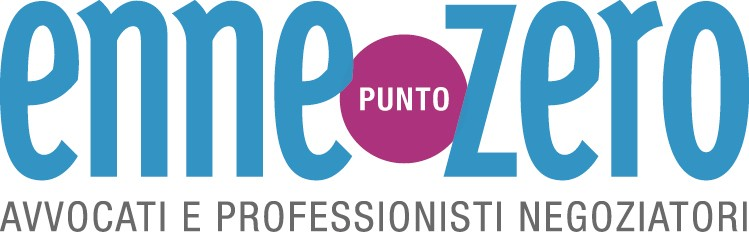 enne PUNTO zero
AVVOCATI E PROFESSIONISTI NEGOZIATORI